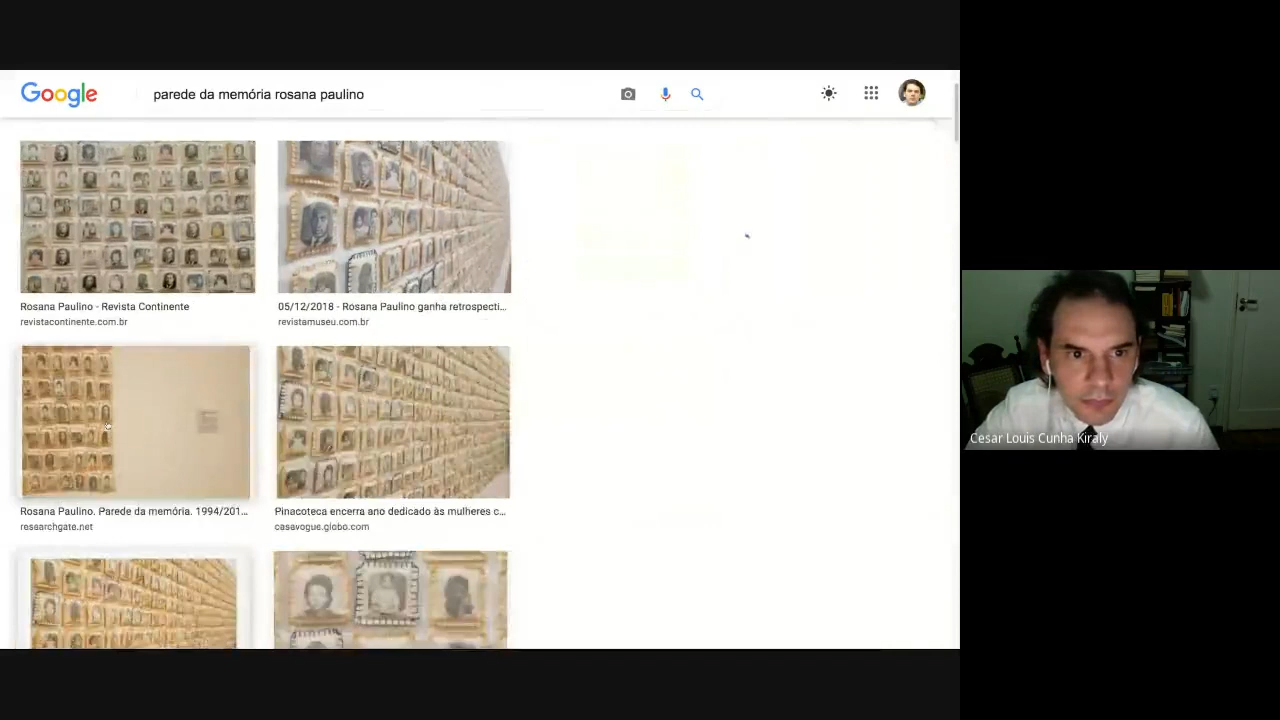 Google
parede da memória rosana paulino
Rosana Paulino - Revista Continente
revistacontinente.com.br
05/12/2018 - Rosana Paulino ganha retrospecti...
revistamuseu.com.br
Rosana Paulino. Parede da memória. 1994/201...
researchgate.net
Pinacoteca encerra ano dedicado às mulheres c...
casavogue.globo.com
Cesar Louis Cunha Kiraly